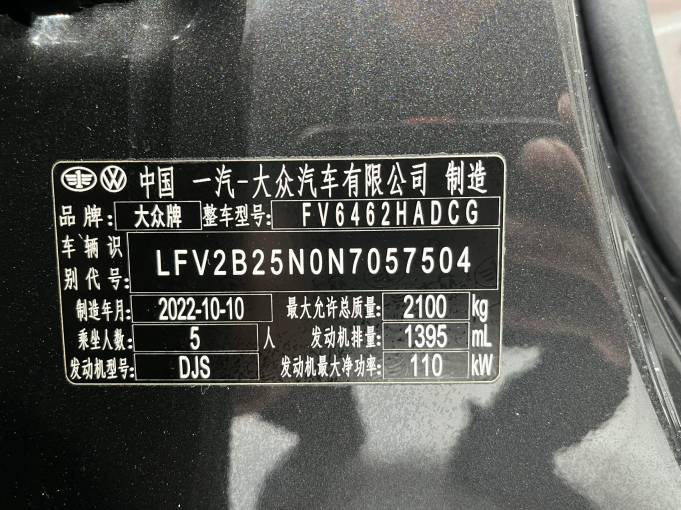 中国 一汽-大众汽车有限公司 制造
品牌: 大众牌 整车型号: FV6462HADCG
车辆识别代号: LFV2B25N0N7057504
制造年月: 2022-10-10 最大允许总质量: 2100 kg
乘坐人数: 5 人 发动机排量: 1395 mL
发动机型号: DJS 发动机最大净功率: 110 kW